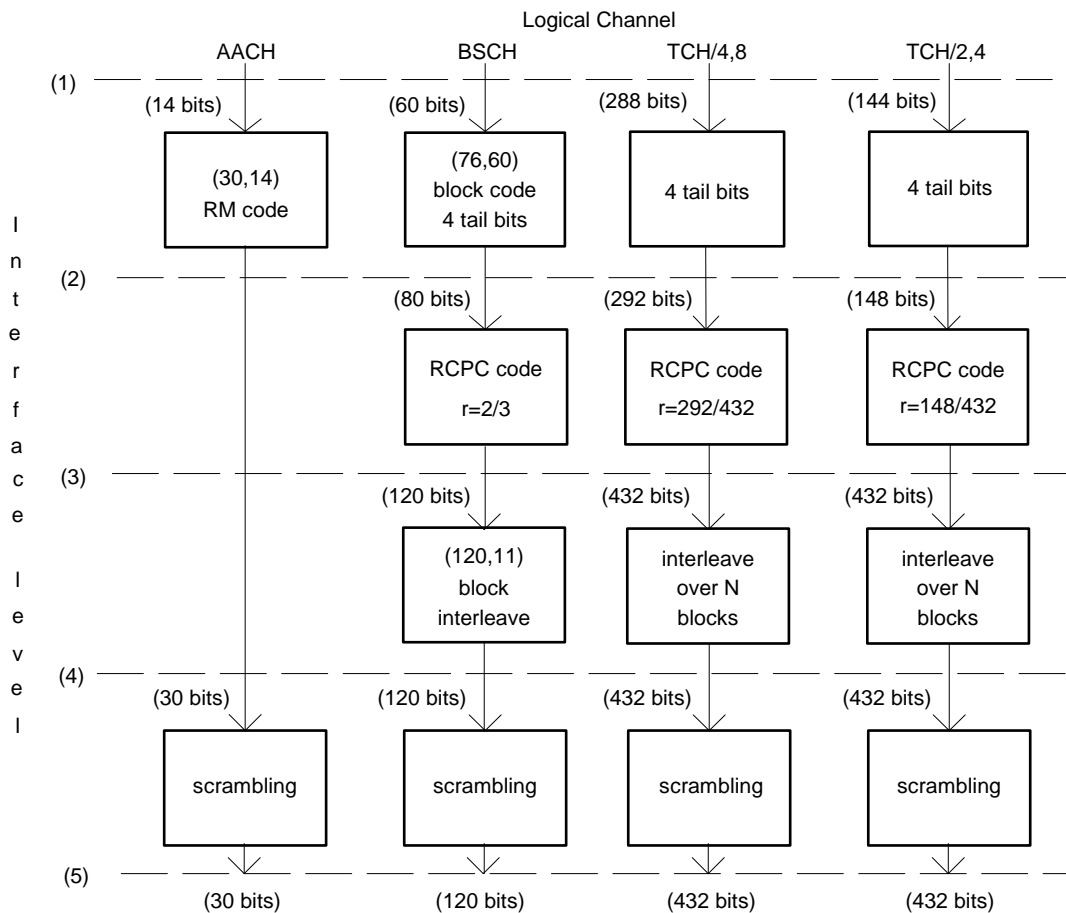 Logical Channel
AACH BSCH TCH/4,8 TCH/2,4
(1)
(14 bits) (60 bits) (288 bits) (144 bits)
(30,14)
RM code
(76,60)
block code
4 tail bits
4 tail bits
4 tail bits
(2)
(80 bits) (292 bits) (148 bits)
RCPC code
r=2/3
RCPC code
r=292/432
RCPC code
r=148/432
(3)
(120 bits) (432 bits) (432 bits)
(120,11)
block
interleave
interleave
over N
blocks
interleave
over N
blocks
(4)
(30 bits) (120 bits) (432 bits) (432 bits)
scrambling scrambling scrambling scrambling
(5)
(30 bits) (120 bits) (432 bits) (432 bits)
Interface level